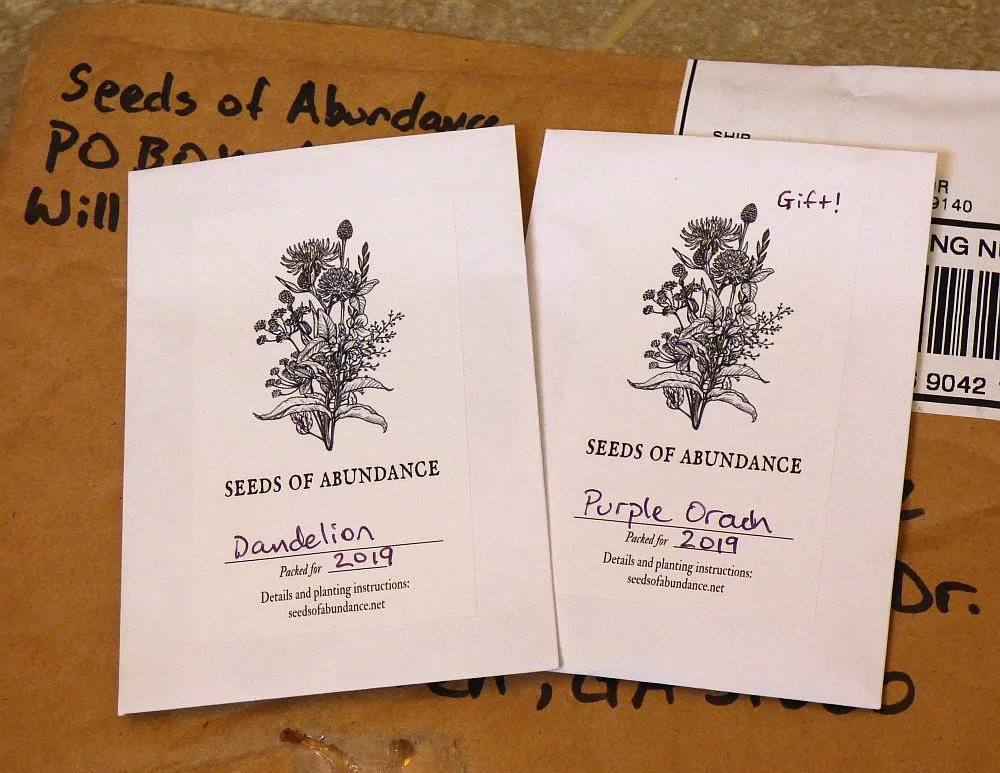 Seeds of Abundance
PO Box
Will
SHIP
R
9140
NG N
9042
Dr.
, GA
SEEDS OF ABUNDANCE
Dandelion
Packed for 2019
Details and planting instructions:
seedsofabundance.net
Gift!
SEEDS OF ABUNDANCE
Purple Orach
Packed for 2019
Details and planting instructions:
seedsofabundance.net